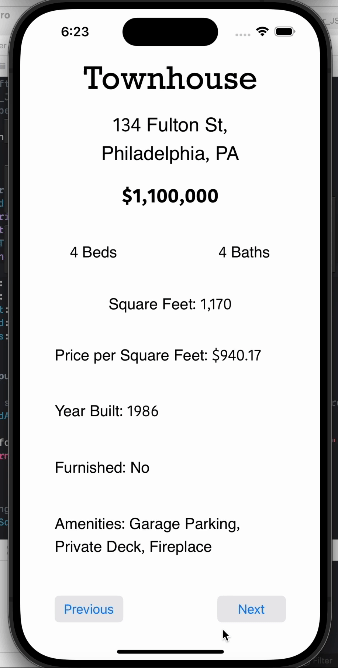 6:23
Townhouse
134 Fulton St,
Philadelphia, PA
$1,100,000
4 Beds 4 Baths
Square Feet: 1,170
Price per Square Feet: $940.17
Year Built: 1986
Furnished: No
Amenities: Garage Parking,
Private Deck, Fireplace
Previous Next